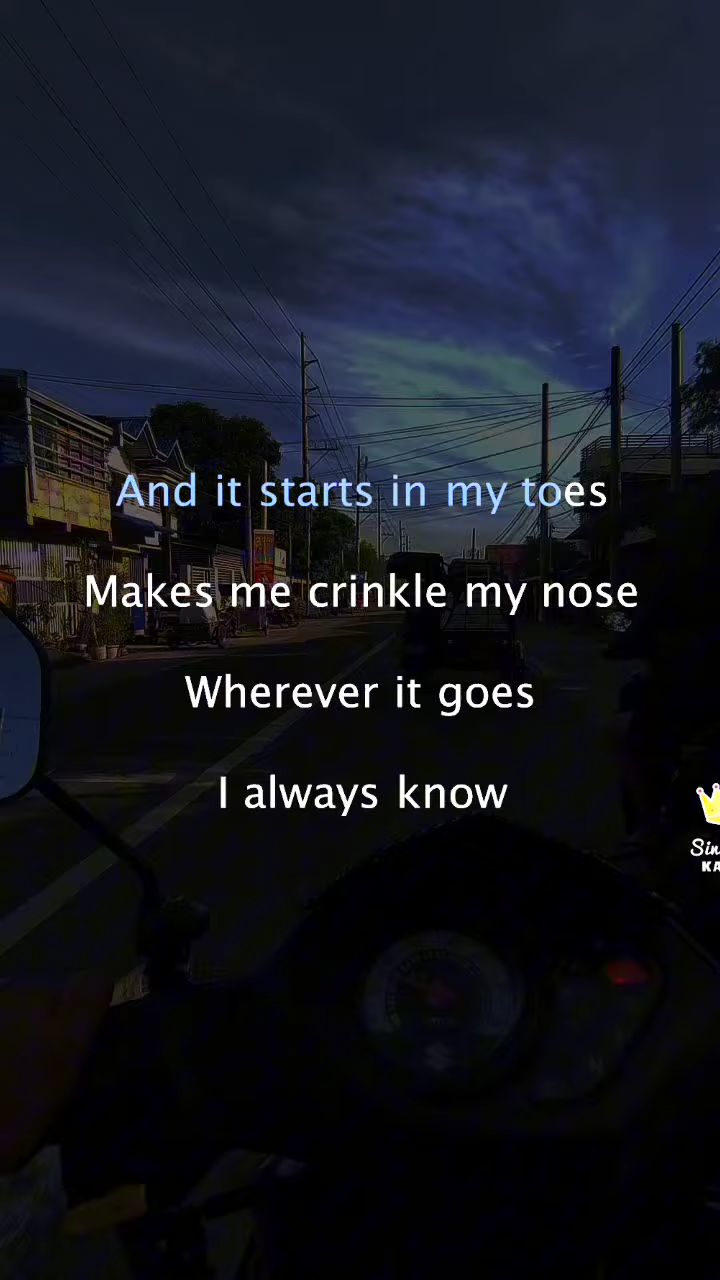 And it starts in my toes
Makes me crinkle my nose
Wherever it goes
I always know